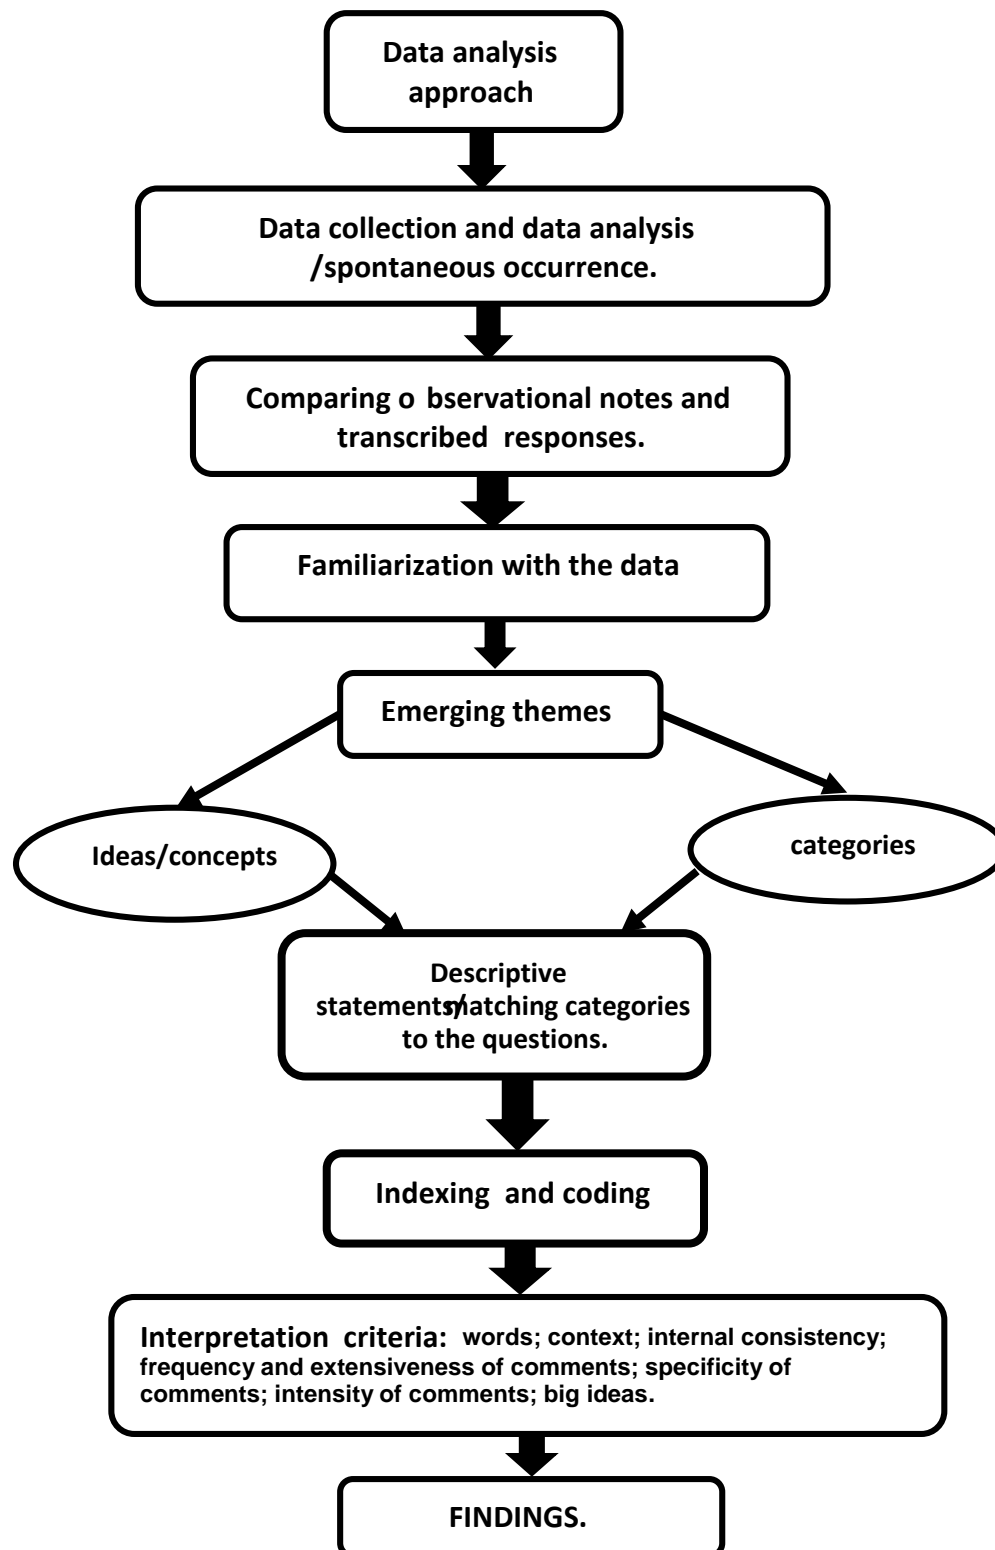 Data analysis
approach
Data collection and data analysis
/spontaneous occurrence.
Comparing o bservational notes and
transcribed responses.
Familiarization with the data
Emerging themes
Ideas/concepts
categories
Descriptive
statements/matching categories
to the questions.
Indexing and coding
Interpretation criteria: words; context; internal consistency;
frequency and extensiveness of comments; specificity of
comments; intensity of comments; big ideas.
FINDINGS.